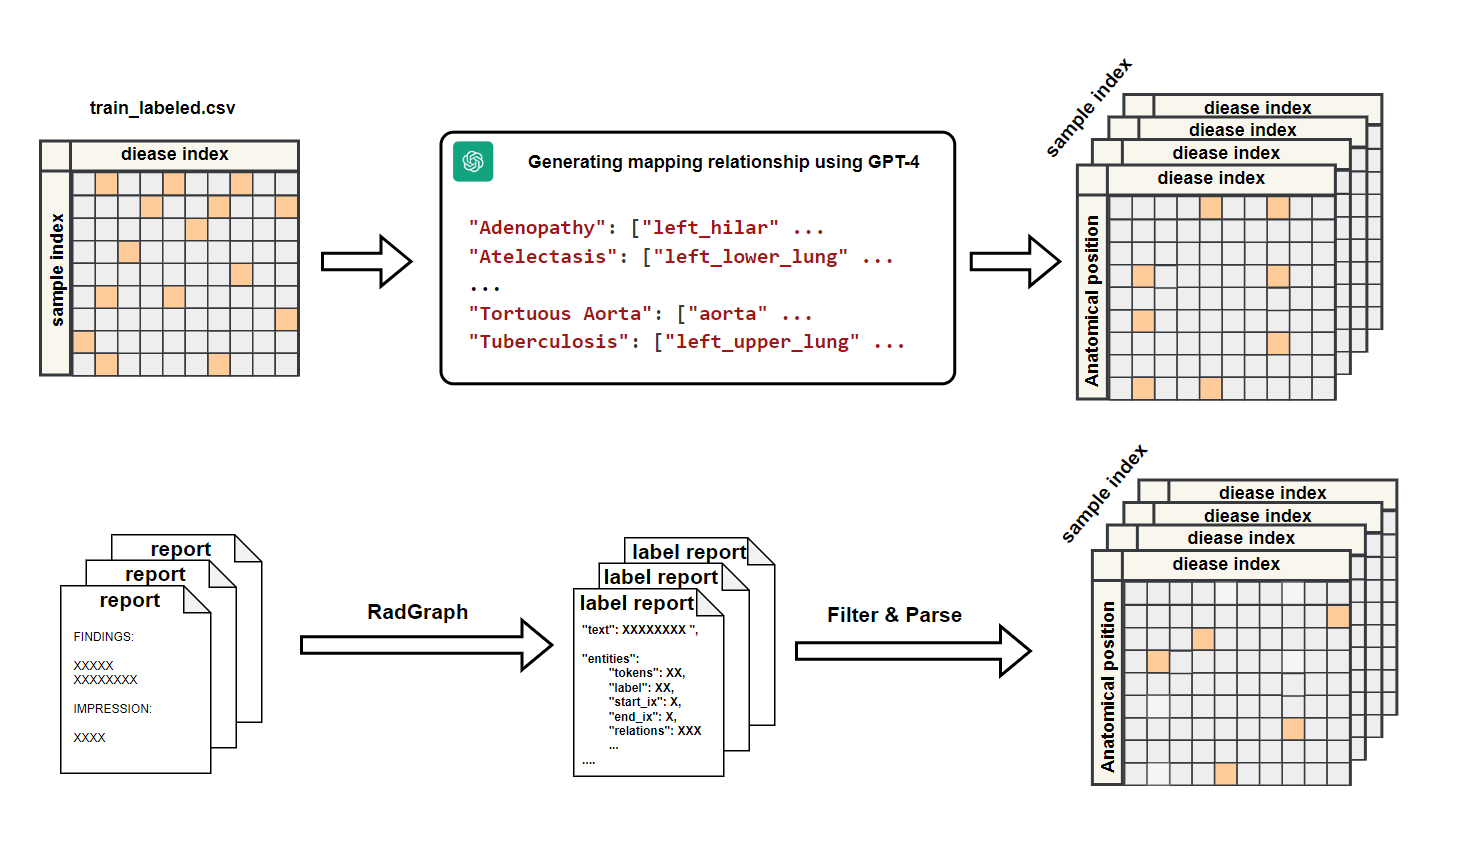 train_labeled.csv
diease index
sample index
Generating mapping relationship using GPT-4
"Adenopathy": ["left_hilar" ...
"Atelectasis": ["left_lower_lung" ...
...
"Tortuous Aorta": ["aorta" ...
"Tuberculosis": ["left_upper_lung" ...
sample index
diease index
diease index
diease index
diease index
Anatomical position
report
report
report
FINDINGS:
XXXXX
XXXXXXXX
IMPRESSION:
XXXX
RadGraph
label report
label report
label report
"text": XXXXXXXX ",
"entities":
"tokens": XX,
"label": XX,
"start_ix": X,
"end_ix": X,
"relations": XXX
...
....
Filter & Parse
sample index
diease index
diease index
diease index
diease index
Anatomical position